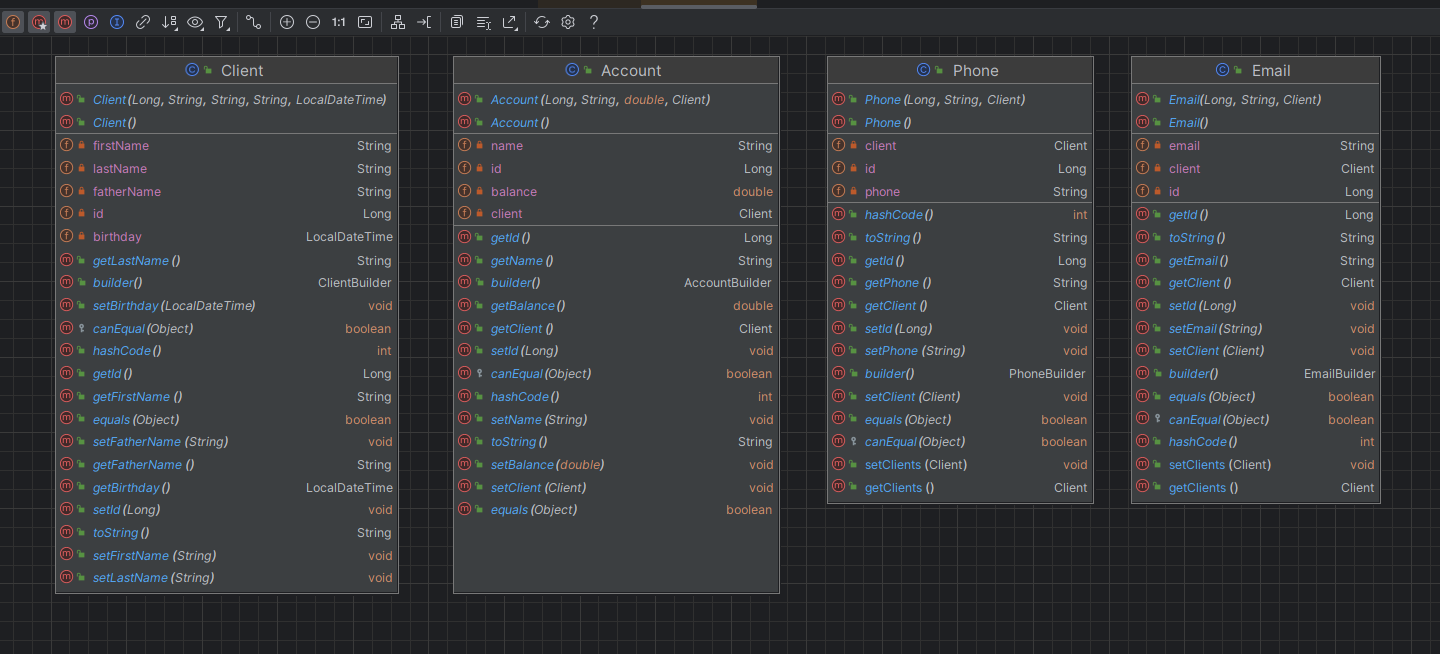 1:1 ?
Client
Client(Long, String, String, String, LocalDateTime)
Client()
firstName String
lastName String
fatherName String
id Long
birthday LocalDateTime
getLastName() String
builder() ClientBuilder
setBirthday(LocalDateTime) void
canEqual(Object) boolean
hashCode() int
getId() Long
getFirstName() String
equals(Object) boolean
setFatherName(String) void
getFatherName() String
getBirthday() LocalDateTime
setId(Long) void
toString() String
setFirstName(String) void
setLastName(String) void
Account
Account(Long, String, double, Client)
Account()
name String
id Long
balance double
client Client
getId() Long
getName() String
builder() AccountBuilder
getBalance() double
getClient() Client
setId(Long) void
canEqual(Object) boolean
hashCode() int
setName(String) void
toString() String
setBalance(double) void
setClient(Client) void
equals(Object) boolean
Phone
Phone(Long, String, Client)
Phone()
client Client
id Long
phone String
hashCode() int
toString() String
getId() Long
getPhone() String
getClient() Client
setId(Long) void
setPhone(String) void
builder() PhoneBuilder
setClient(Client) void
equals(Object) boolean
canEqual(Object) boolean
setClients(Client) void
getClients() Client
Email
Email(Long, String, Client)
Email()
email String
client Client
id Long
getId() Long
toString() String
getEmail() String
getClient() Client
setId(Long) void
setEmail(String) void
setClient(Client) void
builder() EmailBuilder
equals(Object) boolean
canEqual(Object) boolean
hashCode() int
setClients(Client) void
getClients() Client